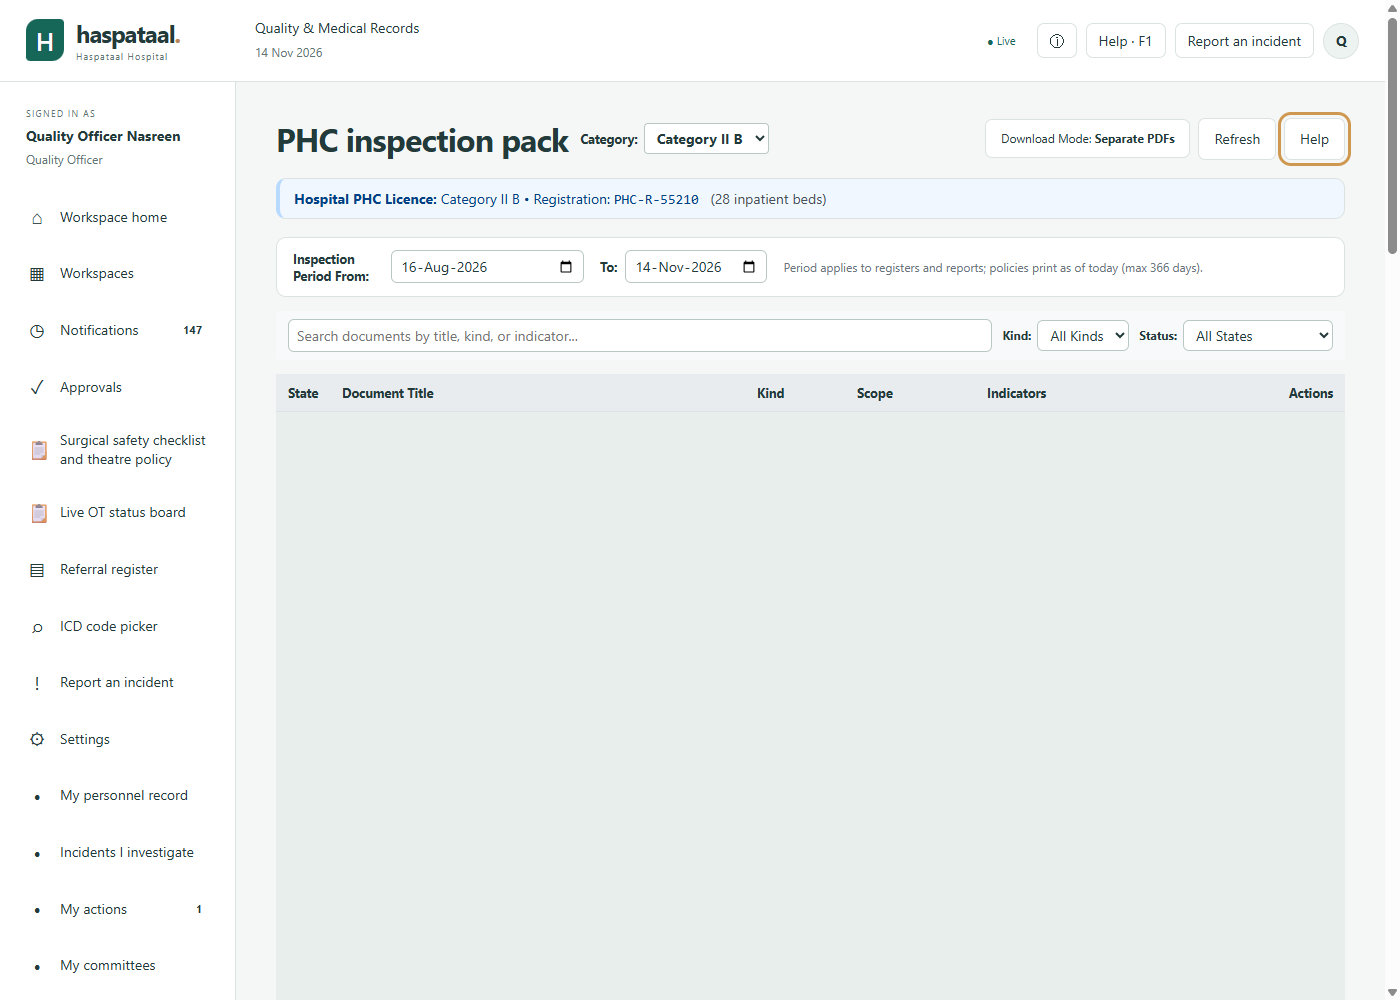 H
haspataal.
Haspataal Hospital
Quality & Medical Records
14 Nov 2026
● Live
Help · F1
Report an incident
Q
SIGNED IN AS
Quality Officer Nasreen
Quality Officer
Workspace home
Workspaces
Notifications 147
Approvals
Surgical safety checklist
and theatre policy
Live OT status board
Referral register
ICD code picker
! Report an incident
Settings
• My personnel record
• Incidents I investigate
• My actions 1
• My committees
PHC inspection pack
Category: Category II B
Download Mode: Separate PDFs
Refresh
Help
Hospital PHC Licence: Category II B • Registration: PHC-R-55210 (28 inpatient beds)
Inspection
Period From: 16-Aug-2026 To: 14-Nov-2026 Period applies to registers and reports; policies print as of today (max 366 days).
Search documents by title, kind, or indicator... Kind: All Kinds Status: All States
State Document Title Kind Scope Indicators Actions